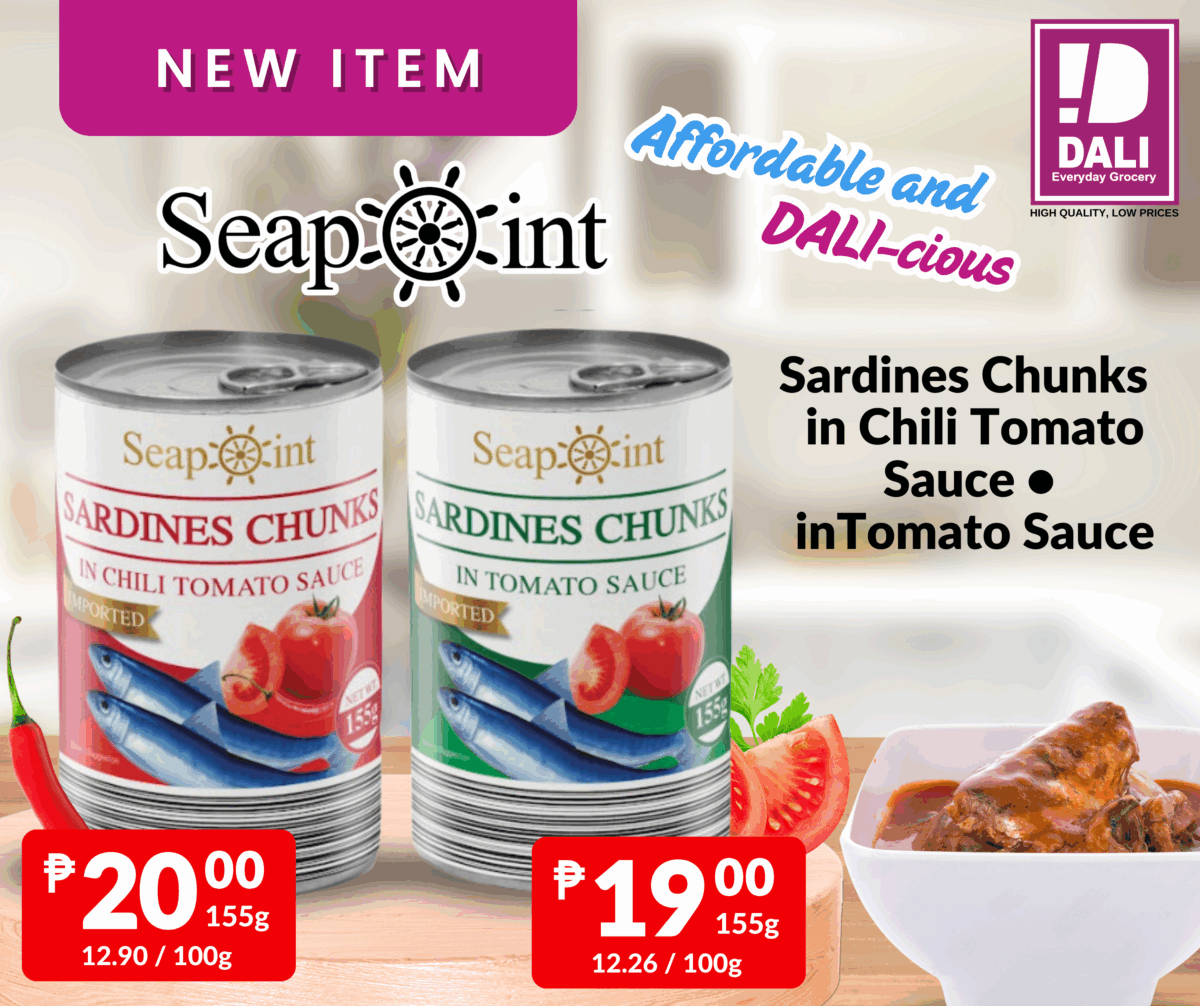 NEW ITEM
DALI
Everyday Grocery
HIGH QUALITY, LOW PRICES
Affordable and
DALI-cious
Seapoint
Sardines Chunks
in Chili Tomato
Sauce ●
inTomato Sauce
Seapoint
SARDINES CHUNKS
IN CHILI TOMATO SAUCE
IMPORTED
NET WT.
155g
Seapoint
SARDINES CHUNKS
IN TOMATO SAUCE
IMPORTED
NET WT.
155g
₱20 00
155g
12.90 / 100g
₱19 00
155g
12.26 / 100g